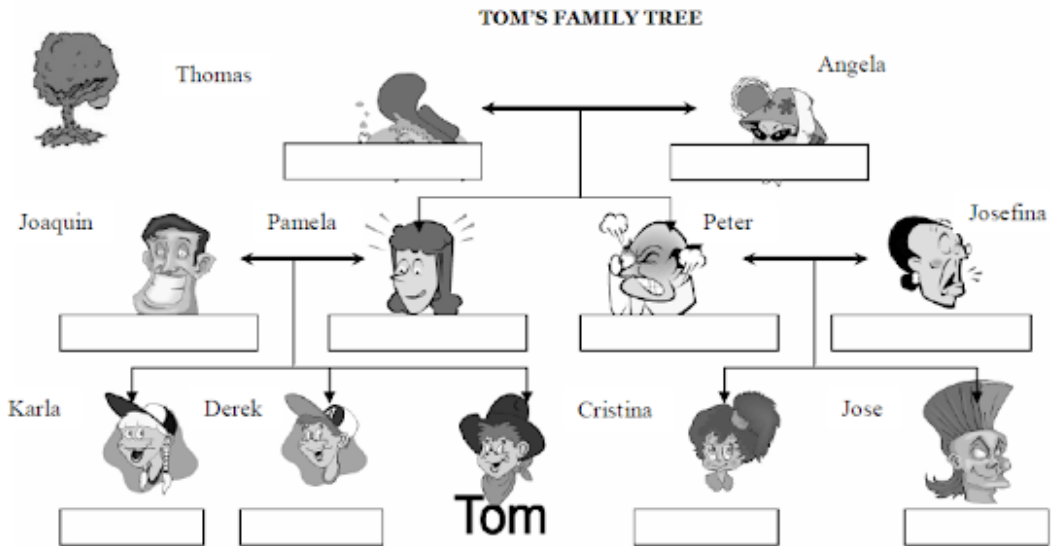 TOM'S FAMILY TREE
Thomas
Angela
Joaquin
Pamela
Peter
Josefina
Karla
Derek
Cristina
Jose
Tom